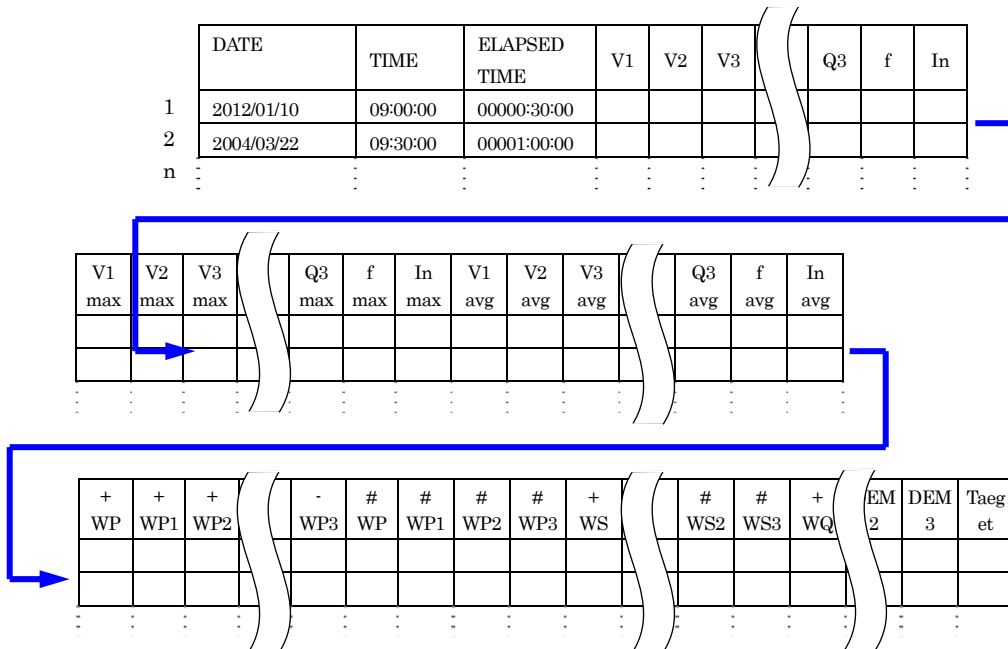 DATE TIME ELAPSED TIME V1 V2 V3 Q3 f In
1 2012/01/10 09:00:00 00000:30:00
2 2004/03/22 09:30:00 00001:00:00
n
V1 max V2 max V3 max Q3 max f max In max V1 avg V2 avg V3 avg Q3 avg f avg In avg
+ WP + WP1 + WP2 - WP3 # WP # WP1 # WP2 # WP3 + WS # WS2 # WS3 + WQ EM 2 DEM 3 Taeg et